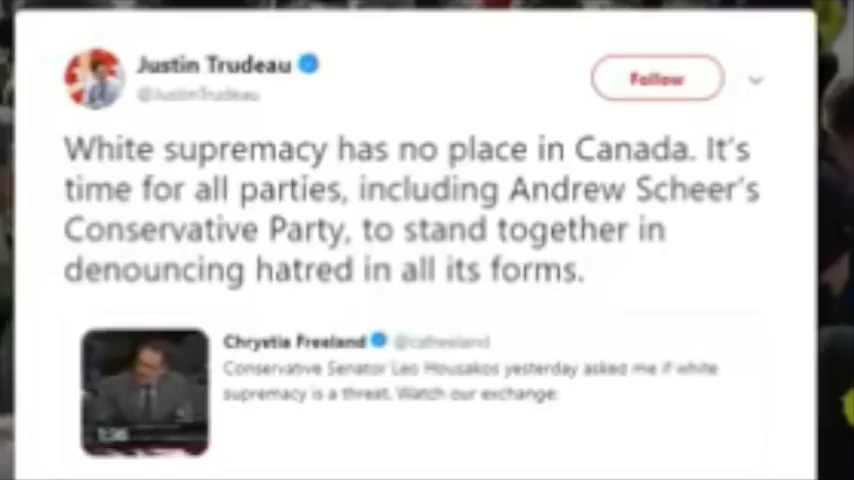 Justin Trudeau
@JustinTrudeau
Follow
White supremacy has no place in Canada. It's
time for all parties, including Andrew Scheer's
Conservative Party, to stand together in
denouncing hatred in all its forms.
Chrystia Freeland @cafreeland
Conservative Senator Leo Housakos yesterday asked me if white
supremacy is a threat. Watch our exchange: